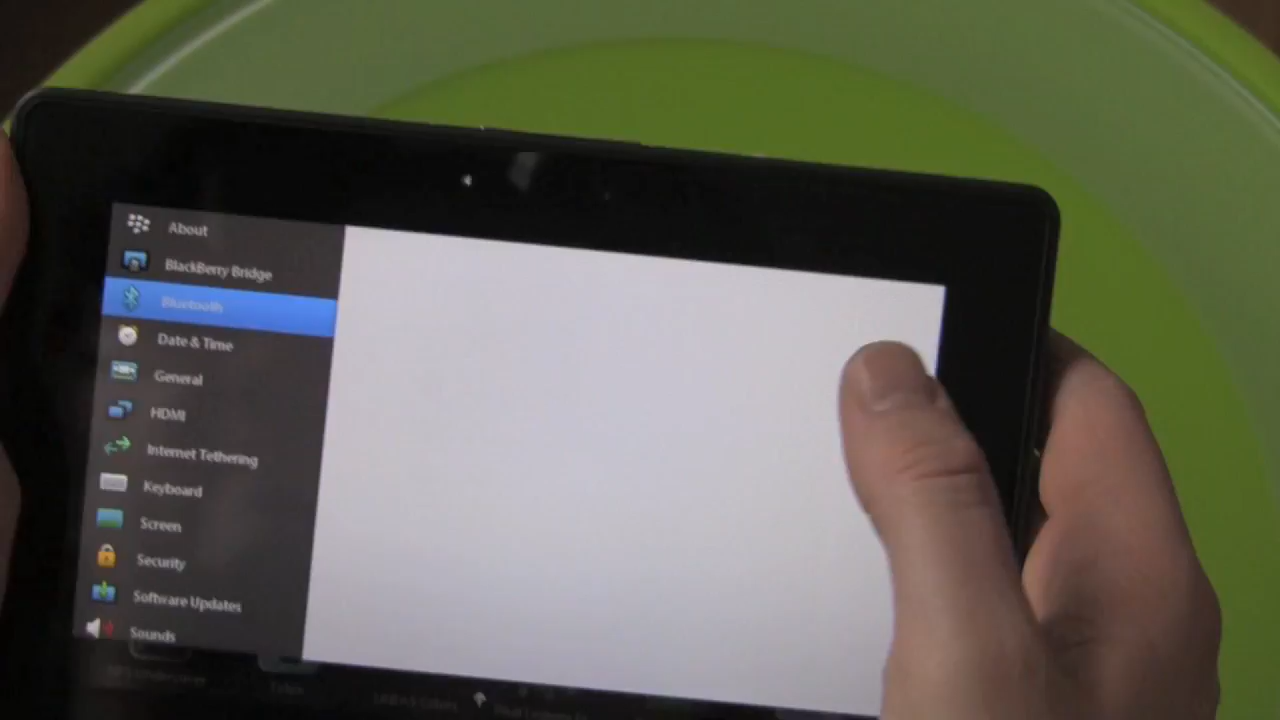 About
BlackBerry Bridge
Bluetooth
Date & Time
General
HDMI
Internet Tethering
Keyboard
Screen
Security
Software Updates
Sounds